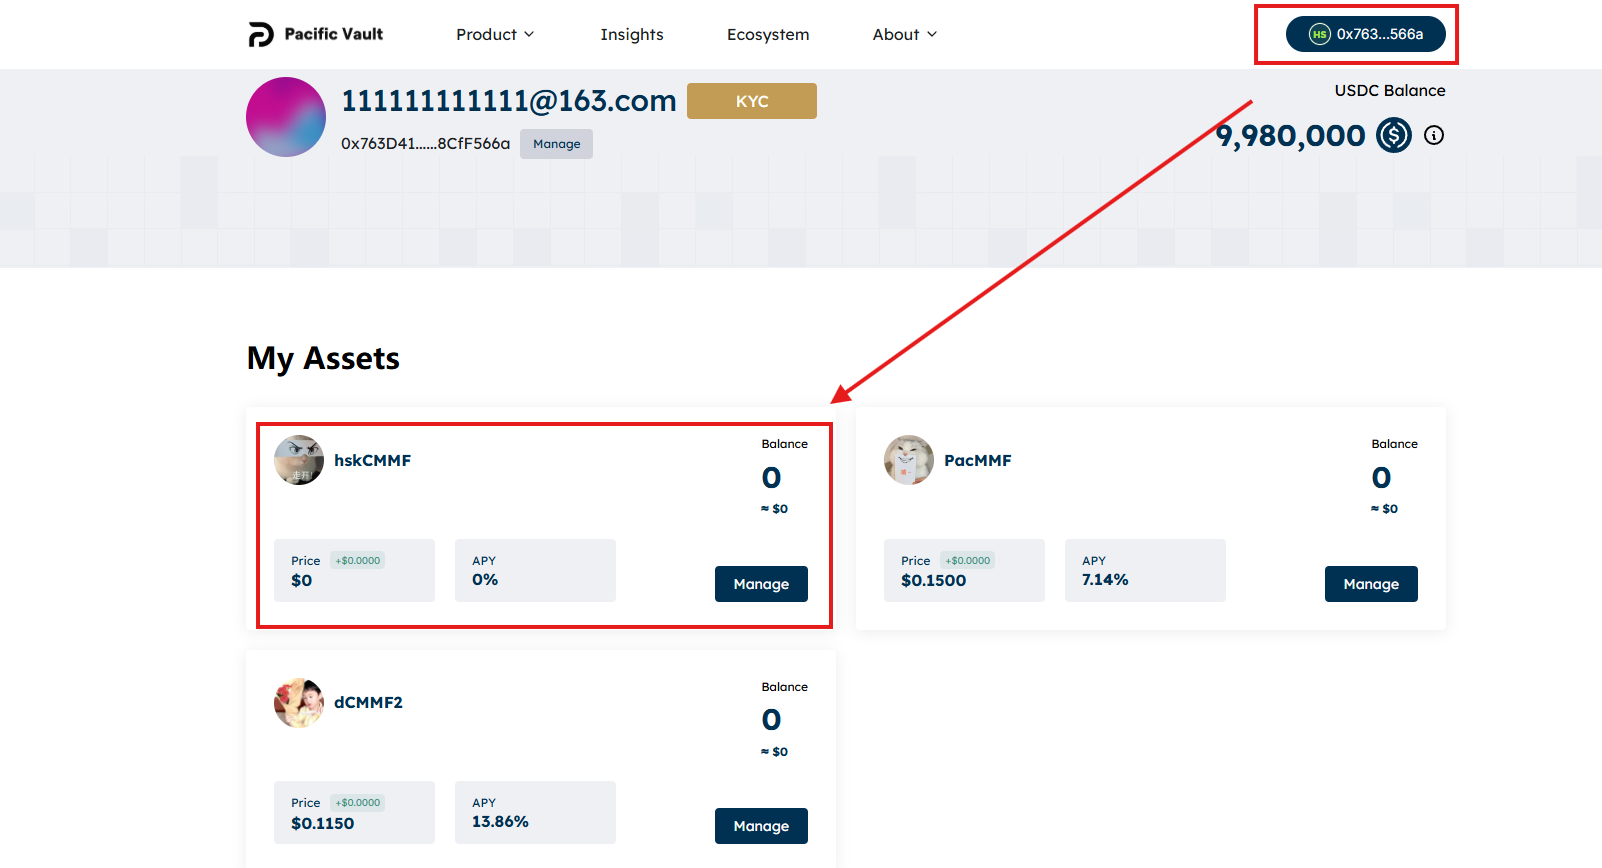 Pacific Vault
Product
Insights
Ecosystem
About
HS 0x763...566a
111111111111@163.com
KYC
0x763D41......8CfF566a
Manage
USDC Balance
9,980,000
My Assets
走开!
hskCMMF
Balance
0
≈ $0
Price +$0.0000
$0
APY
0%
Manage
PacMMF
Balance
0
≈ $0
Price +$0.0000
$0.1500
APY
7.14%
Manage
dCMMF2
Balance
0
≈ $0
Price +$0.0000
$0.1150
APY
13.86%
Manage